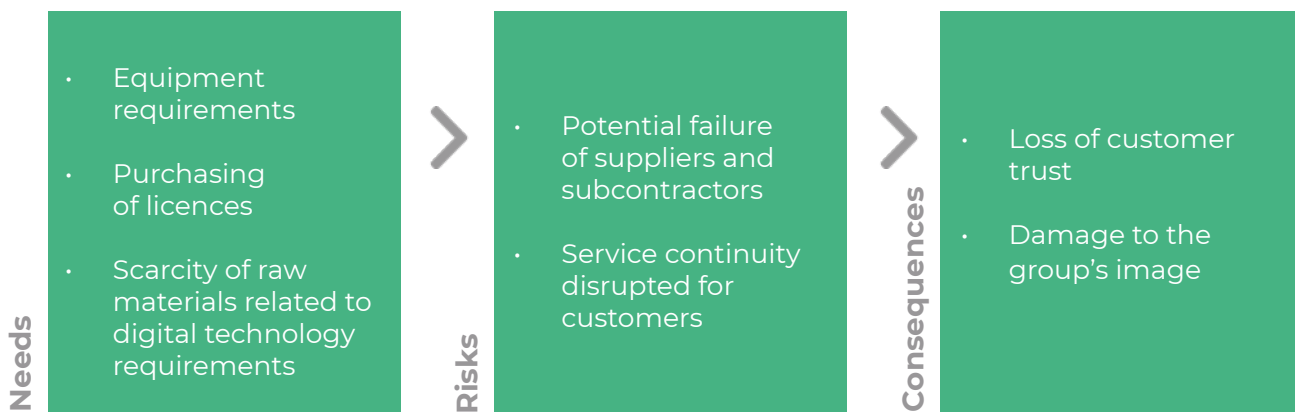 Needs
• Equipment
requirements
• Purchasing
of licences
• Scarcity of raw
materials related to
digital technology
requirements
Risks
• Potential failure
of suppliers and
subcontractors
• Service continuity
disrupted for
customers
Consequences
• Loss of customer
trust
• Damage to the
group’s image